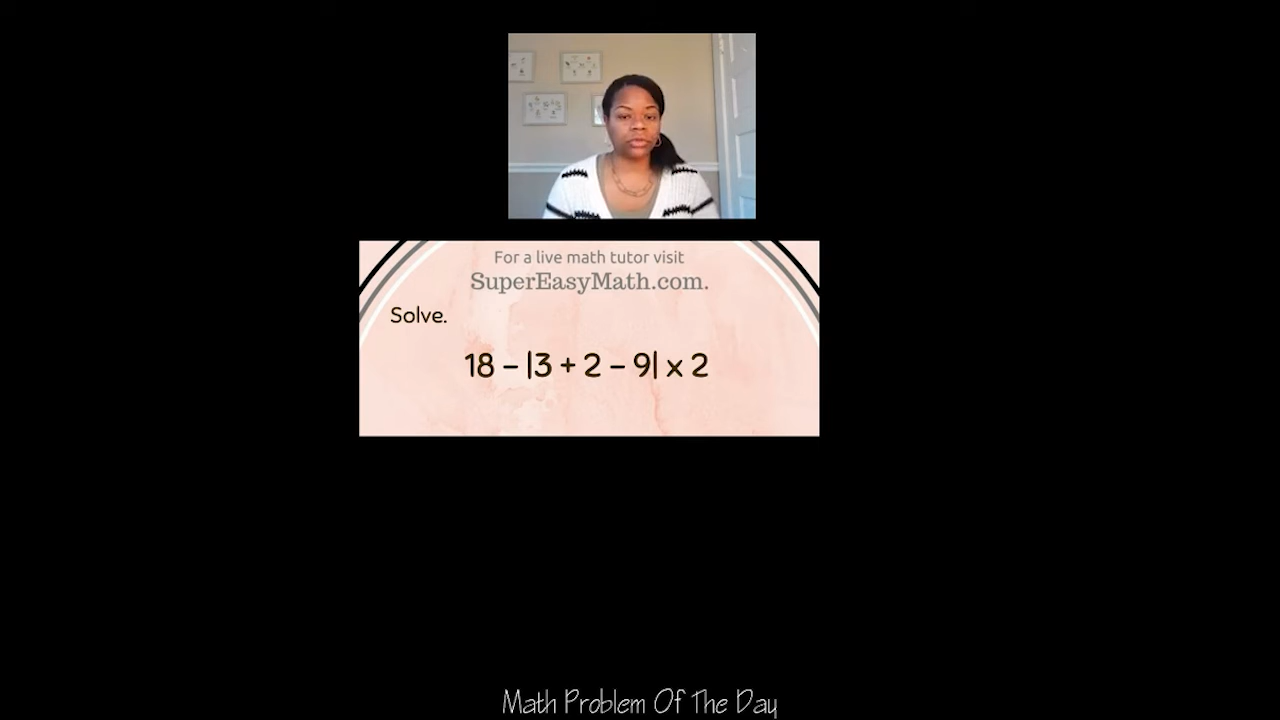 For a live math tutor visit
SuperEasyMath.com.
Solve.
18 – |3 + 2 – 9| x 2
Math Problem Of The Day